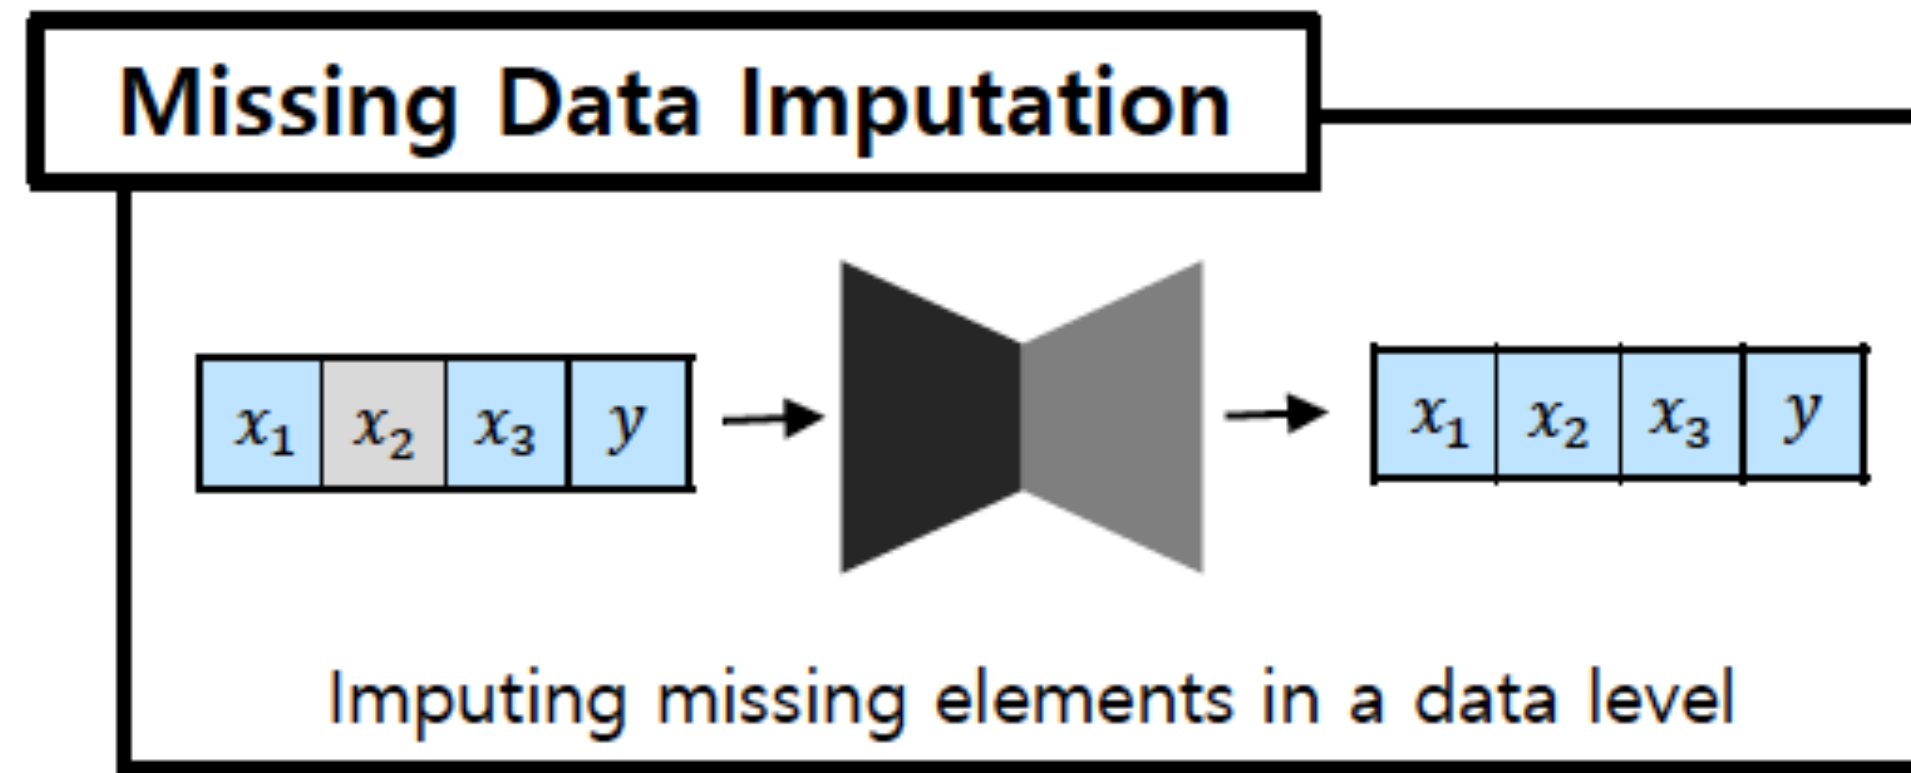 Missing Data Imputation
x₁ x₂ x₃ y
x₁ x₂ x₃ y
Imputing missing elements in a data level